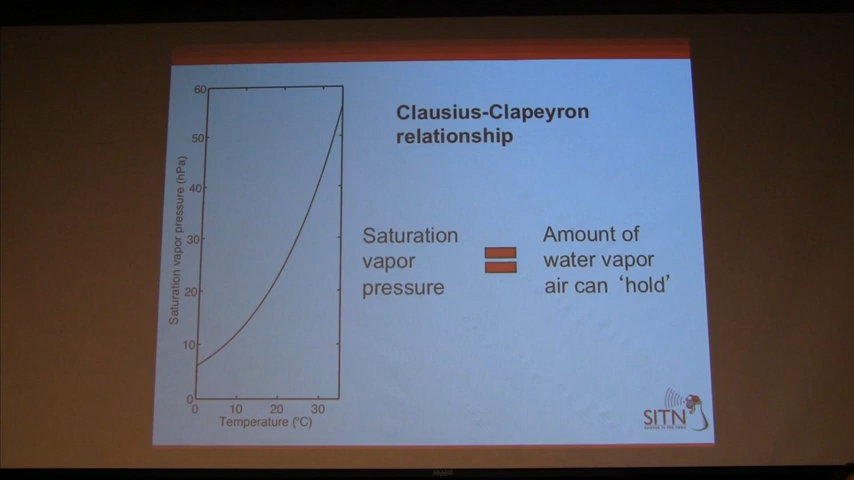 Clausius-Clapeyron
relationship
60
50
40
30
20
10
0
Saturation vapor pressure (hPa)
0 10 20 30
Temperature (°C)
Saturation
vapor
pressure
=
Amount of
water vapor
air can ‘hold’
SITN